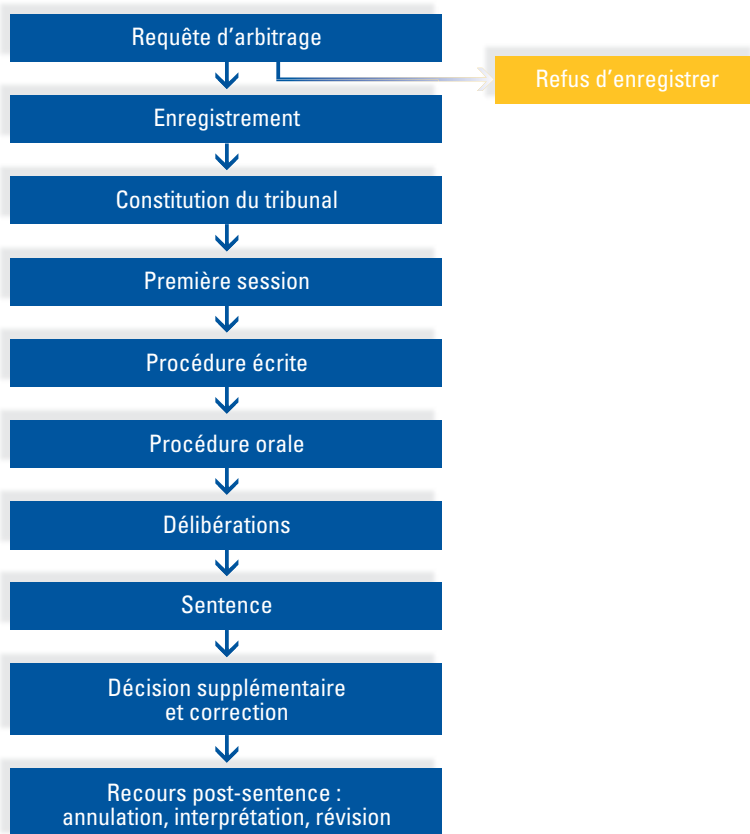 Requête d’arbitrage
Refus d’enregistrer
Enregistrement
Constitution du tribunal
Première session
Procédure écrite
Procédure orale
Délibérations
Sentence
Décision supplémentaire
et correction
Recours post-sentence :
annulation, interprétation, révision